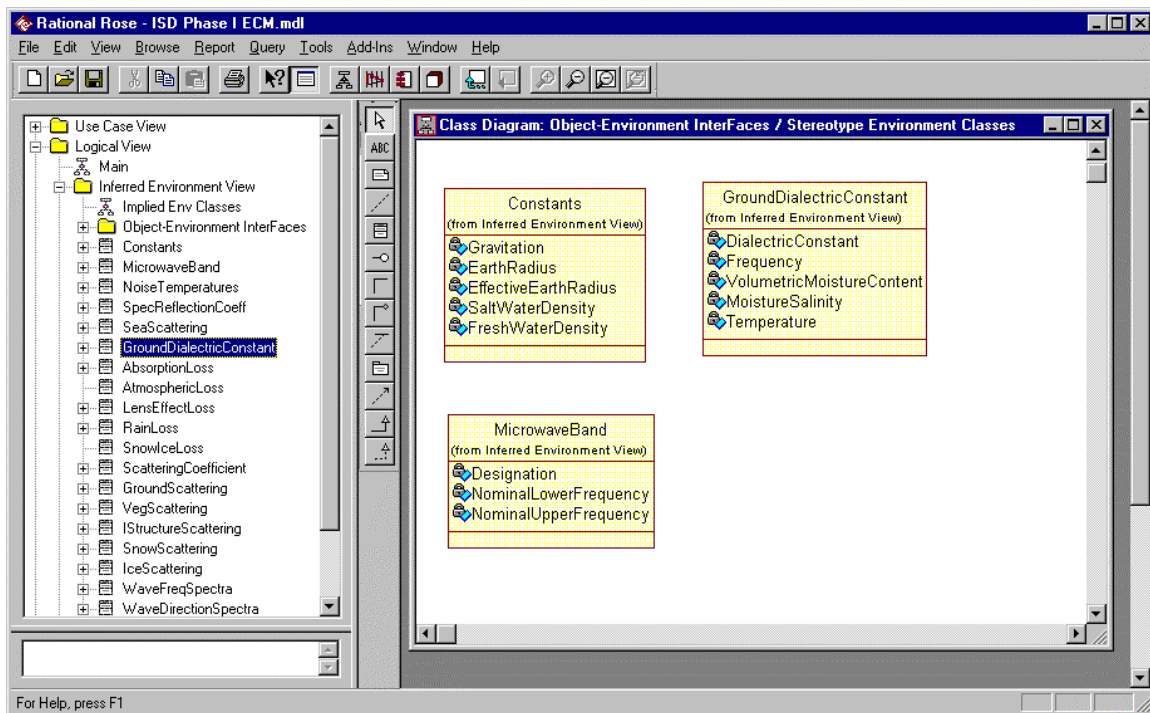 Rational Rose - ISD Phase I ECM.mdl
File Edit View Browse Report Query Tools Add-Ins Window Help
Use Case View
Logical View
Main
Inferred Environment View
Implied Env Classes
Object-Environment InterFaces
Constants
MicrowaveBand
NoiseTemperatures
SpecReflectionCoeff
SeaScattering
GroundDialectricConstant
AbsorptionLoss
AtmosphericLoss
LensEffectLoss
RainLoss
SnowIceLoss
ScatteringCoefficient
GroundScattering
VegScattering
IStructureScattering
SnowScattering
IceScattering
WaveFreqSpectra
WaveDirectionSpectra
ABC
Class Diagram: Object-Environment InterFaces / Stereotype Environment Classes
Constants
(from Inferred Environment View)
Gravitation
EarthRadius
EffectiveEarthRadius
SaltWaterDensity
FreshWaterDensity
GroundDialectricConstant
(from Inferred Environment View)
DialectricConstant
Frequency
VolumetricMoistureContent
MoistureSalinity
Temperature
MicrowaveBand
(from Inferred Environment View)
Designation
NominalLowerFrequency
NominalUpperFrequency
For Help, press F1